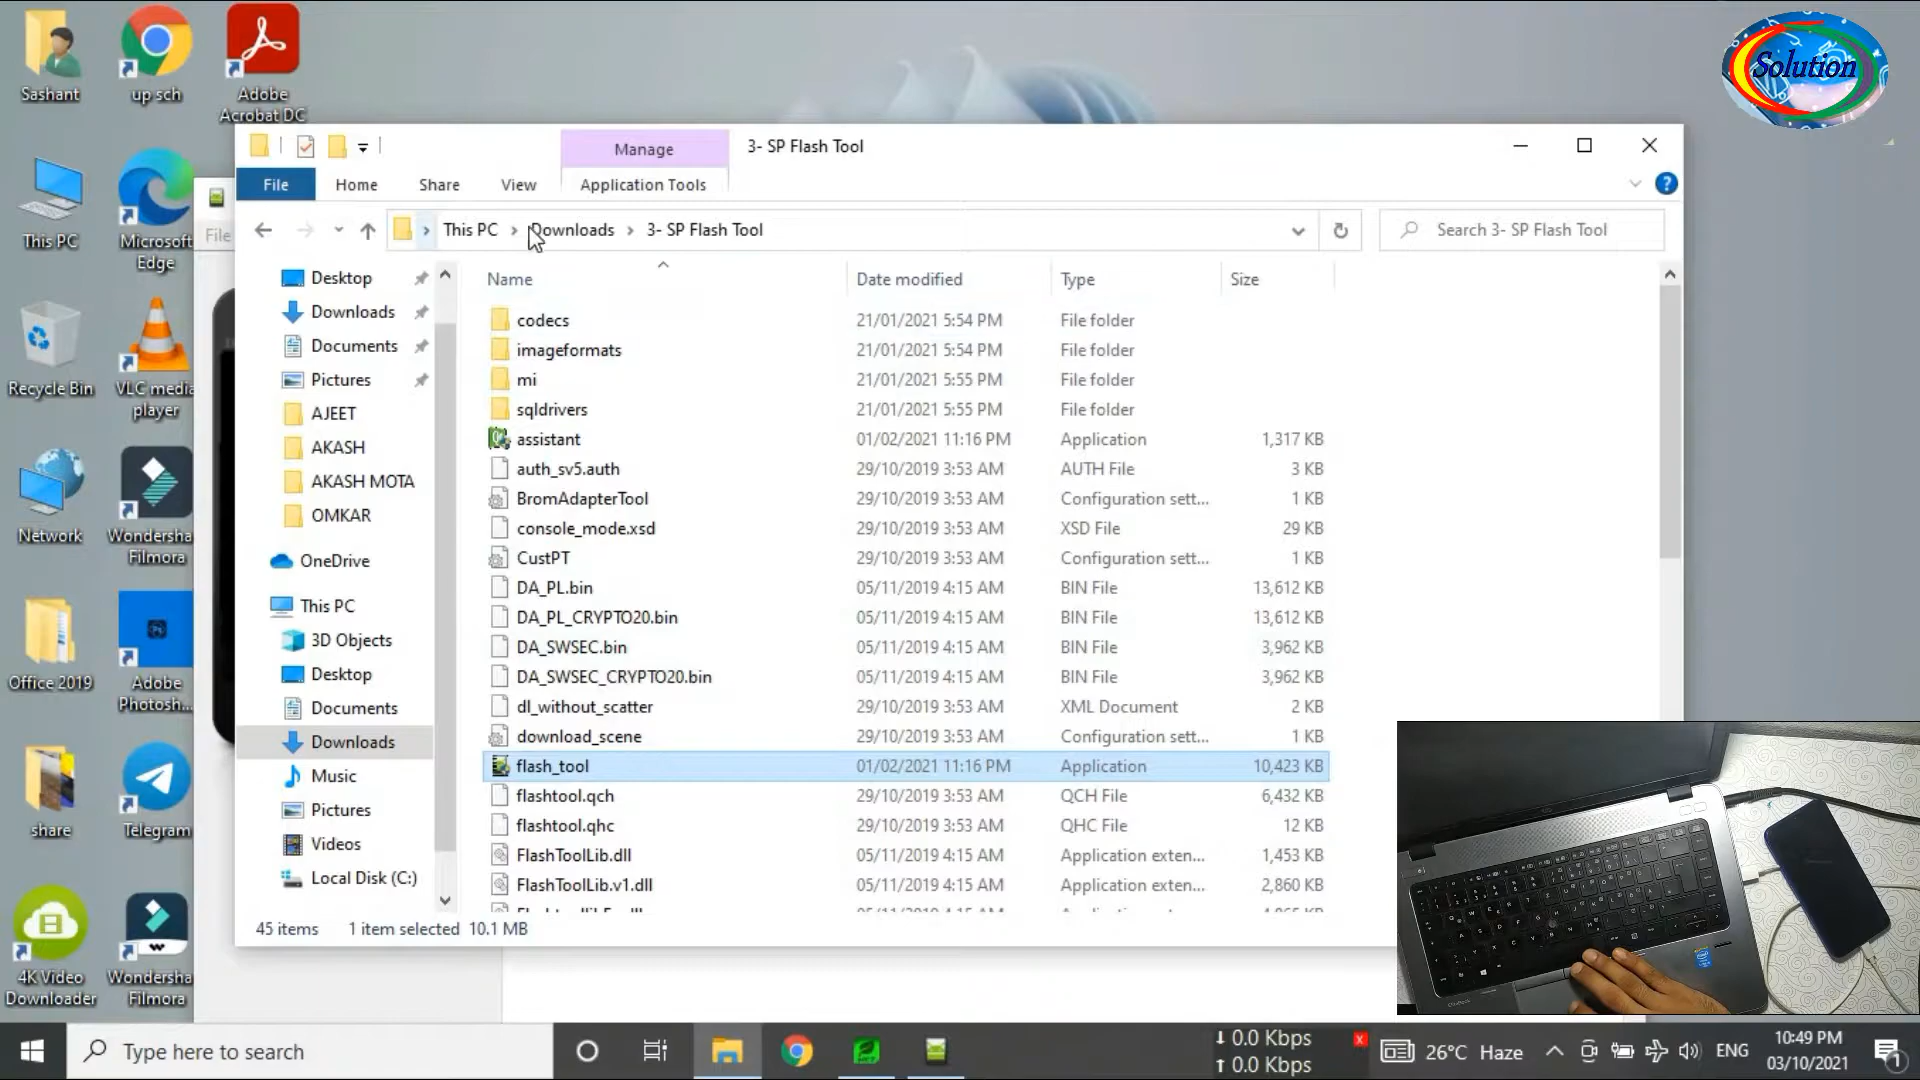 Sashant
up sch
Adobe
Acrobat DC
Solution
Manage
3- SP Flash Tool
File
Home
Share
View
Application Tools
This PC
Microsoft
Edge
File
This PC
Downloads
3- SP Flash Tool
Search 3- SP Flash Tool
Name
Date modified
Type
Size
Desktop
Downloads
Documents
Pictures
AJEET
AKASH
AKASH MOTA
OMKAR
OneDrive
This PC
3D Objects
Desktop
Documents
Downloads
Music
Pictures
Videos
Local Disk (C:)
codecs 21/01/2021 5:54 PM File folder
imageformats 21/01/2021 5:54 PM File folder
mi 21/01/2021 5:55 PM File folder
sqldrivers 21/01/2021 5:55 PM File folder
assistant 01/02/2021 11:16 PM Application 1,317 KB
auth_sv5.auth 29/10/2019 3:53 AM AUTH File 3 KB
BromAdapterTool 29/10/2019 3:53 AM Configuration sett... 1 KB
console_mode.xsd 29/10/2019 3:53 AM XSD File 29 KB
CustPT 29/10/2019 3:53 AM Configuration sett... 1 KB
DA_PL.bin 05/11/2019 4:15 AM BIN File 13,612 KB
DA_PL_CRYPTO20.bin 05/11/2019 4:15 AM BIN File 13,612 KB
DA_SWSEC.bin 05/11/2019 4:15 AM BIN File 3,962 KB
DA_SWSEC_CRYPTO20.bin 05/11/2019 4:15 AM BIN File 3,962 KB
dl_without_scatter 29/10/2019 3:53 AM XML Document 2 KB
download_scene 29/10/2019 3:53 AM Configuration sett... 1 KB
flash_tool 01/02/2021 11:16 PM Application 10,423 KB
flashtool.qch 29/10/2019 3:53 AM QCH File 6,432 KB
flashtool.qhc 29/10/2019 3:53 AM QHC File 12 KB
FlashToolLib.dll 05/11/2019 4:15 AM Application exten... 1,453 KB
FlashToolLib.v1.dll 05/11/2019 4:15 AM Application exten... 2,860 KB
45 items 1 item selected 10.1 MB
Recycle Bin
VLC media
player
Network
Wondersha
Filmora
Office 2019
Adobe
Photosh...
share
Telegram
4K Video
Downloader
Wondersha
Filmora
Type here to search
↓ 0.0 Kbps
↑ 0.0 Kbps
26°C Haze
ENG
10:49 PM
03/10/2021
1